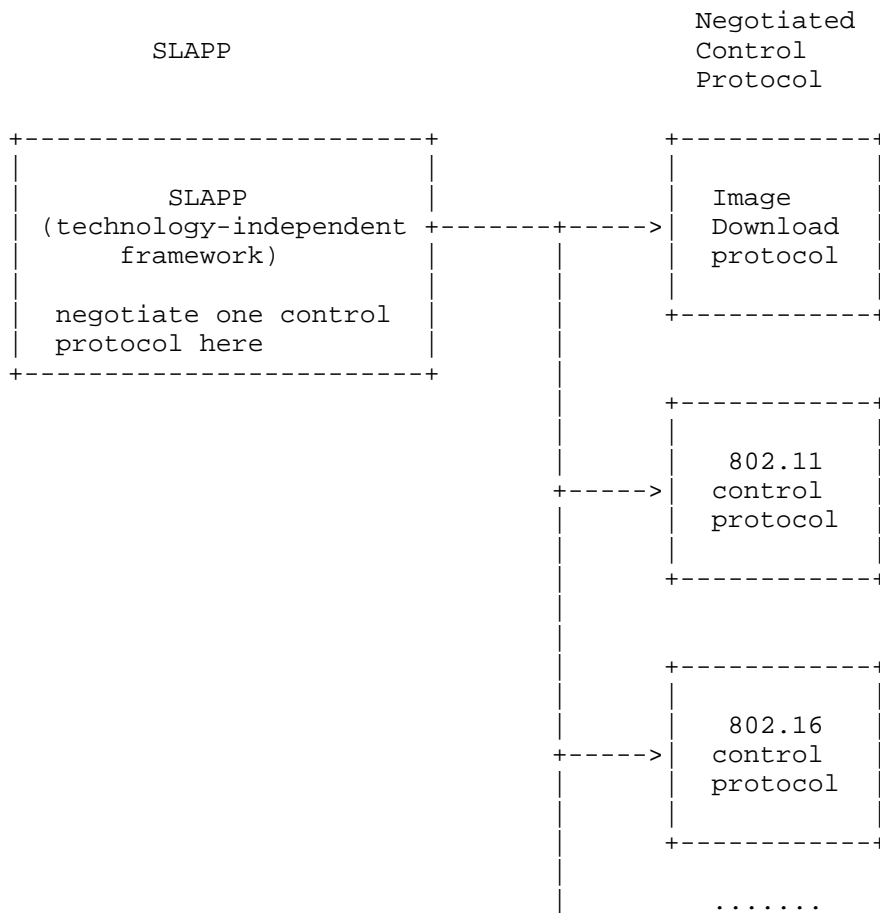 Negotiated
SLAPP Control
Protocol
SLAPP
(technology-independent
framework)
negotiate one control
protocol here
Image
Download
protocol
802.11
control
protocol
802.16
control
protocol
.......